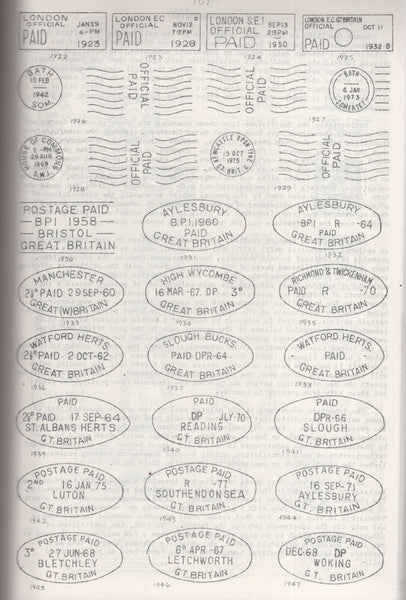 LONDON OFFICIAL PAID JAN 29 4-PM 1923
LONDON EC OFFICIAL PAID NOV 12 1928
LONDON S.E.1 OFFICIAL PAID SEP 13 1930
LONDON. E.C. GT. BRITAIN OFFICIAL PAID OCT 11 1932 B
1922
1923
1924
1925
BATH
10 FEB
1942
SOM.
OFFICIAL
PAID
OFFICIAL
PAID
BATH
4 JAN
1973
SOMERSET
1926
1927
HOUSE OF COMMONS
2-PM
29 AUG
1969
S.W.1
OFFICIAL
PAID
NEWCASTLE UPON TYNE
15 OCT
1975
OFFICIAL
PAID
1928
1929
POSTAGE PAID
BPI 1958
BRISTOL
GREAT BRITAIN
1930
AYLESBURY
B.P.I. 1960
PAID
GREAT BRITAIN
1931
AYLESBURY
BPI R -64
PAID
GREAT BRITAIN
1932
MANCHESTER
2½ᴰ PAID 29 SEP-60
GREAT (W) BRITAIN
1933
HIGH WYCOMBE
16 MAR-67. DP 3ᴰ
GREAT BRITAIN
1934
RICHMOND & TWICKENHAM
PAID R -70
GREAT BRITAIN
1935
WATFORD HERTS
2½ᴰ PAID 2 OCT-62
GREAT BRITAIN
1936
SLOUGH BUCKS
PAID DPR-64
GREAT BRITAIN
1937
WATFORD HERTS.
PAID
GREAT BRITAIN
1938
PAID
2½ᴰ PAID 17 SEP-64
ST. ALBANS HERTS.
GT. BRITAIN
1939
PAID
DP JLY-70
READING
GT. BRITAIN
1940
PAID
DPR-66
SLOUGH
GT. BRITAIN
1941
POSTAGE PAID
2ND 16 JAN 75
LUTON
GT. BRITAIN
1942
POSTAGE PAID
R -77
SOUTHEND ON SEA
GT. BRITAIN
1943
POSTAGE PAID
16 SEP-71
AYLESBURY
GT. BRITAIN
1944
POSTAGE PAID
3ᴰ 27 JUN-68
BLETCHLEY
GT. BRITAIN
1945
POSTAGE PAID
6ᴰ APR-67
LETCHWORTH
GT. BRITAIN
1946
POSTAGE PAID
DEC-68 DP
WOKING
GT. BRITAIN
1947